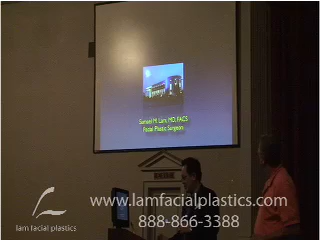 Samuel M. Lam, MD, FACS
Facial Plastic Surgeon
lam facial plastics
www.lamfacialplastics.com
888-866-3388